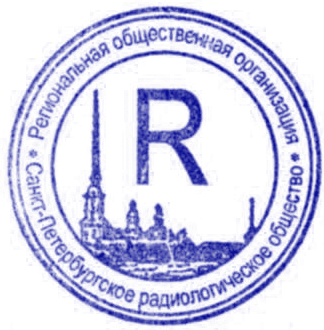 Региональная общественная организация
* Санкт-Петербургское радиологическое общество *
R